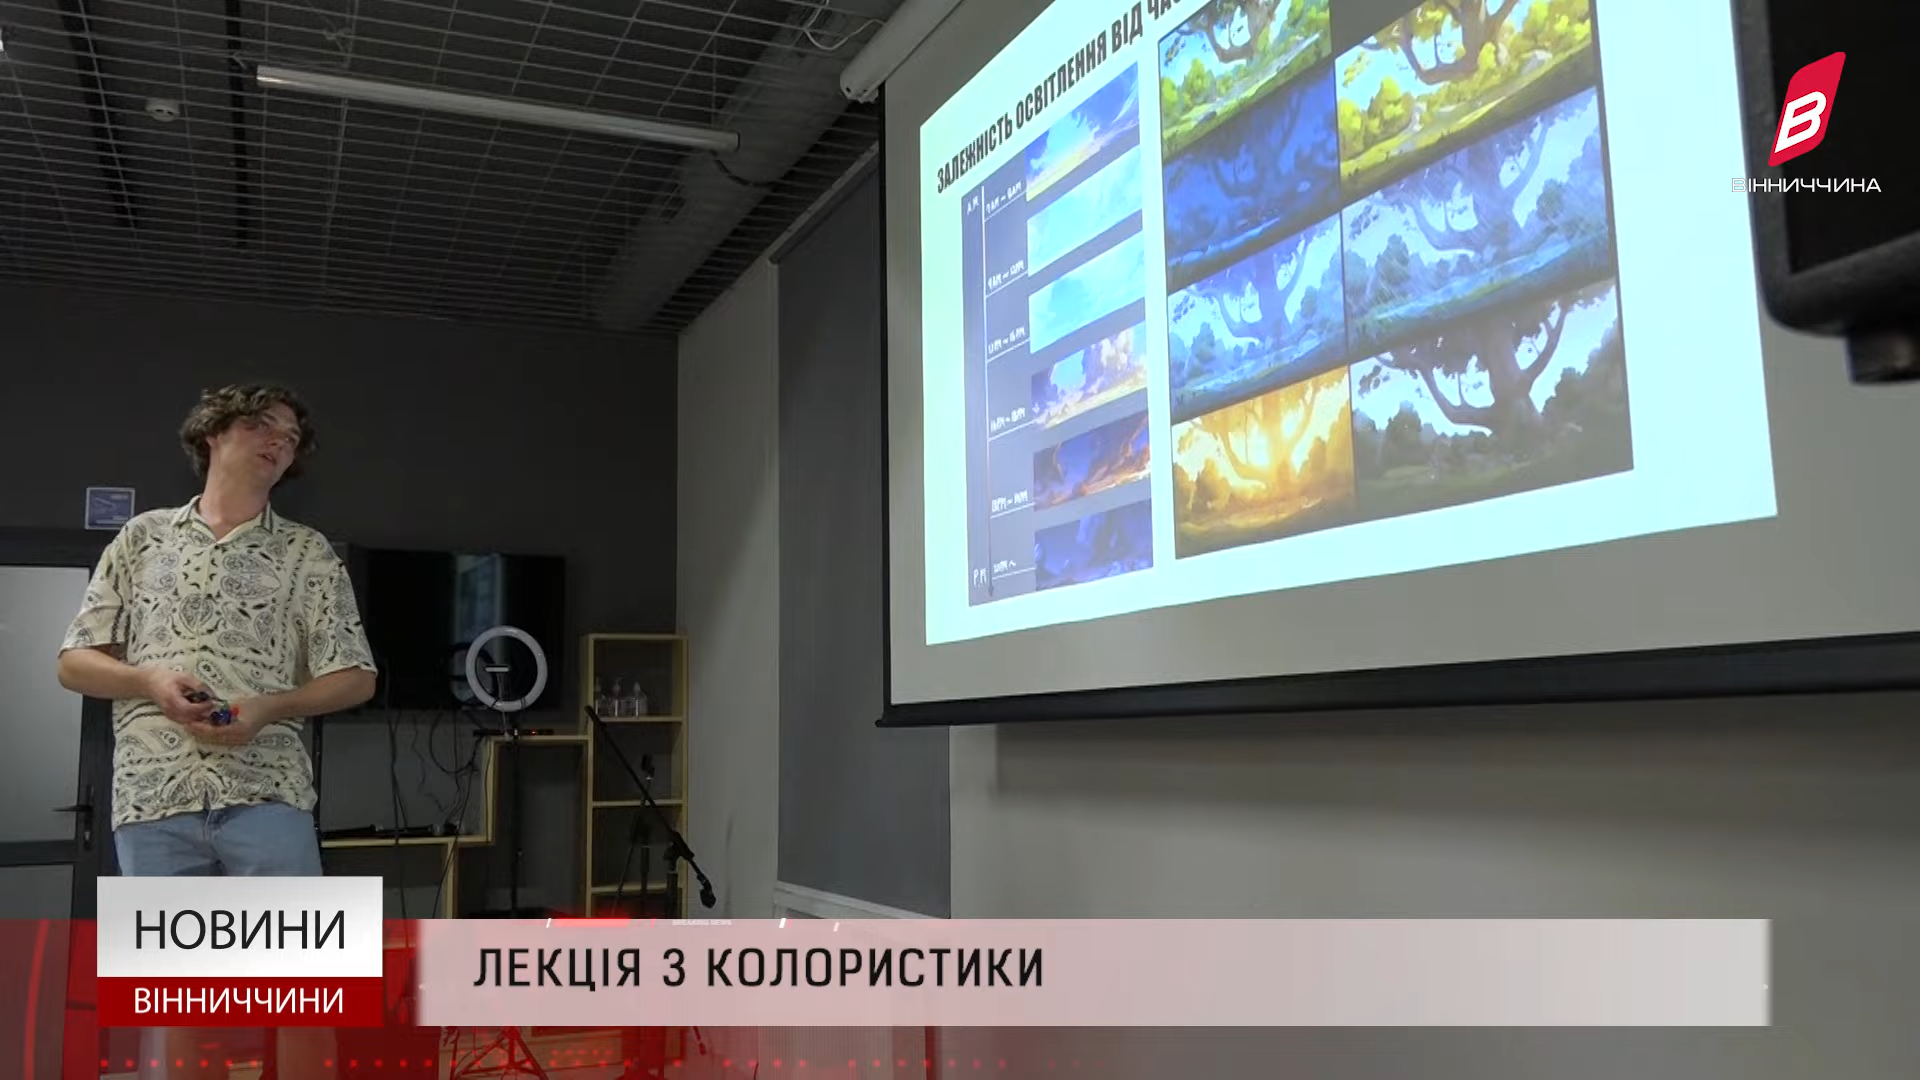 ЗАЛЕЖНІСТЬ ОСВІТЛЕННЯ ВІД
A.M.
P.M
В
ВІННИЧЧИНА
НОВИНИ
ВІННИЧЧИНИ
ЛЕКЦІЯ З КОЛОРИСТИКИ